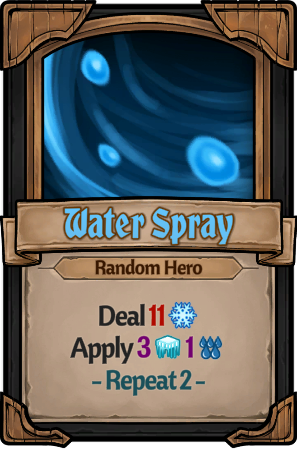 Water Spray
Random Hero
Deal 11
Apply 3 1
- Repeat 2 -